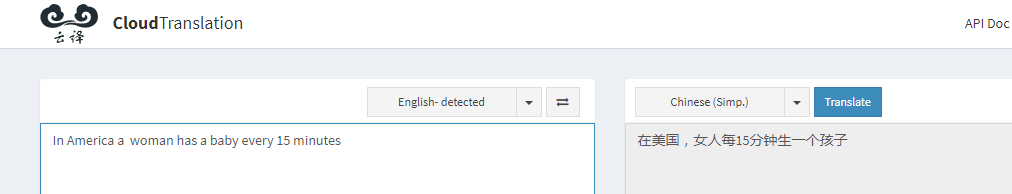 CloudTranslation
云译
API Doc
English- detected
Chinese (Simp.)
Translate
In America a  woman has a baby every 15 minutes
在美国，女人每15分钟生一个孩子